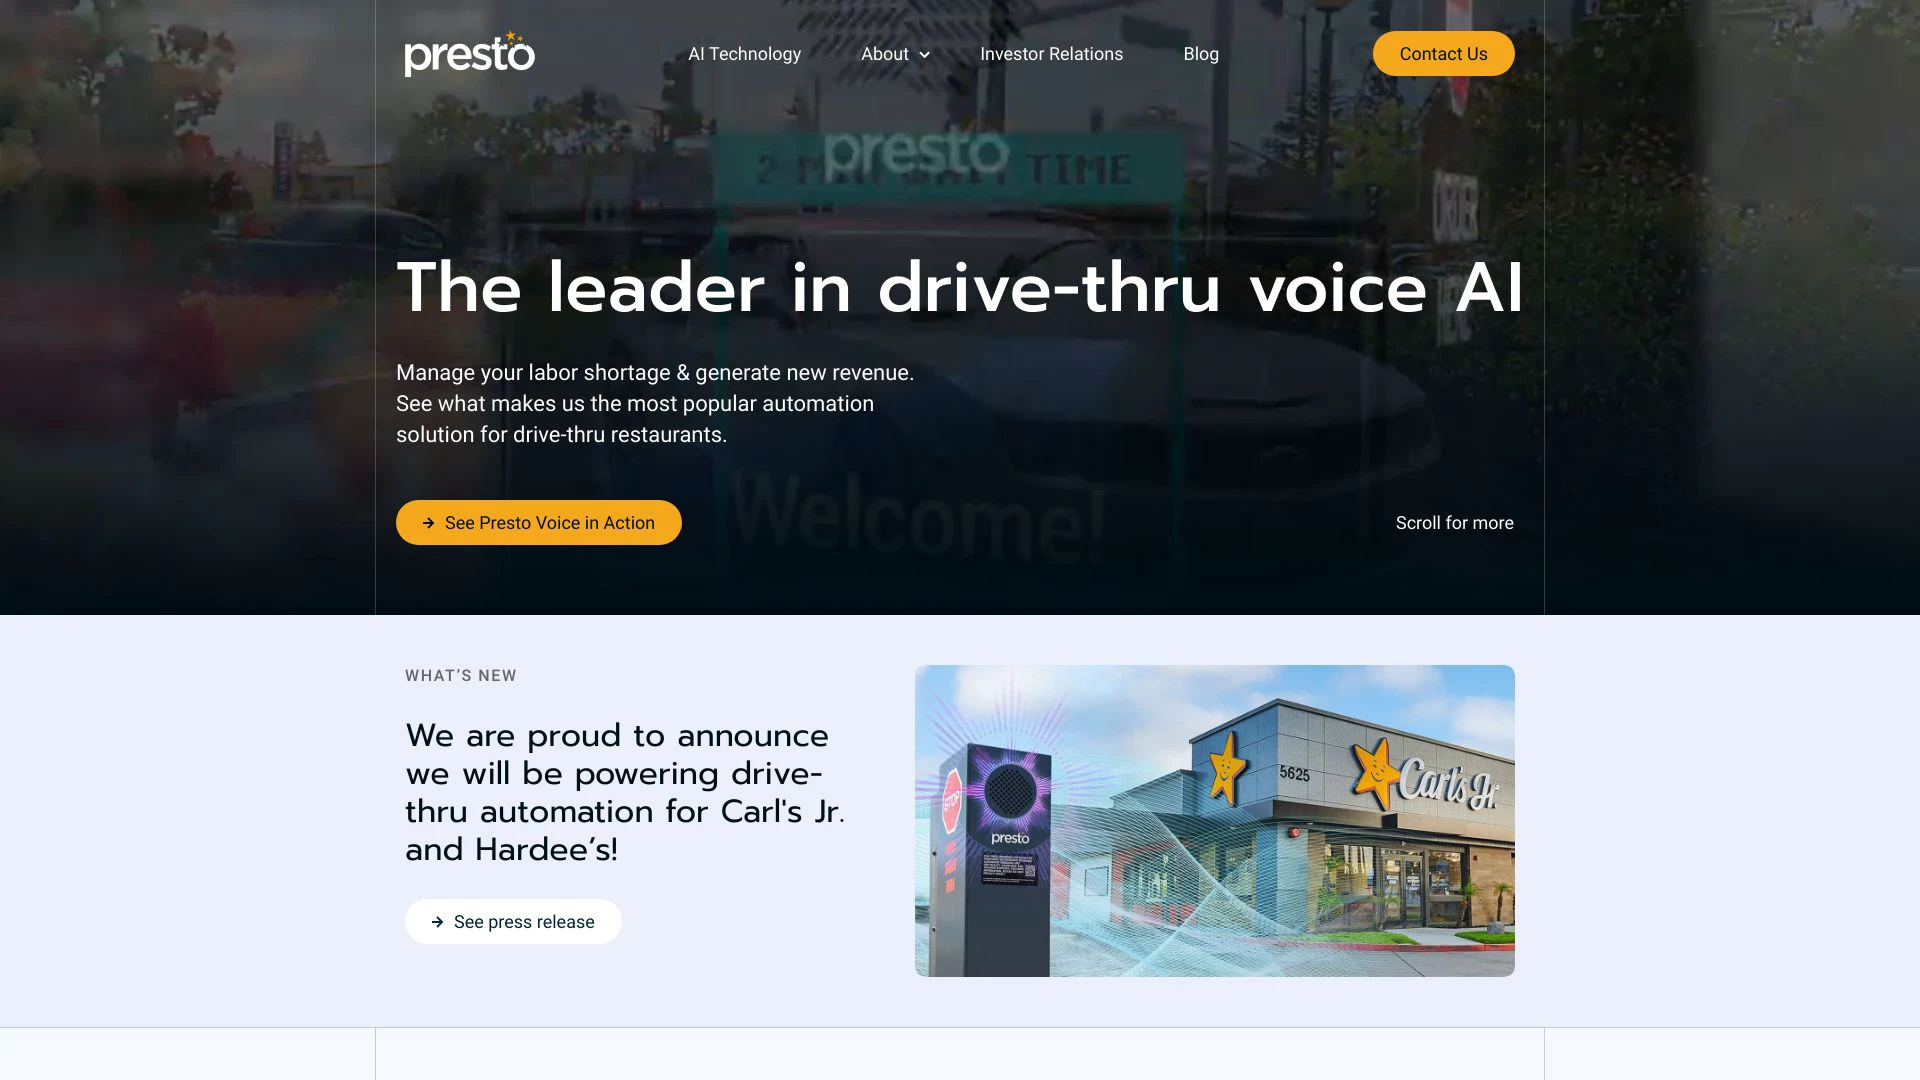 presto
AI Technology
About
Investor Relations
Blog
Contact Us
presto
TIME
ORDER
HERE
The leader in drive-thru voice AI
Manage your labor shortage & generate new revenue.
See what makes us the most popular automation
solution for drive-thru restaurants.
Welcome!
See Presto Voice in Action
Scroll for more
WHAT’S NEW
We are proud to announce
we will be powering drive-
thru automation for Carl's Jr.
and Hardee’s!
See press release
STOP
presto
5625
Carl's Jr.